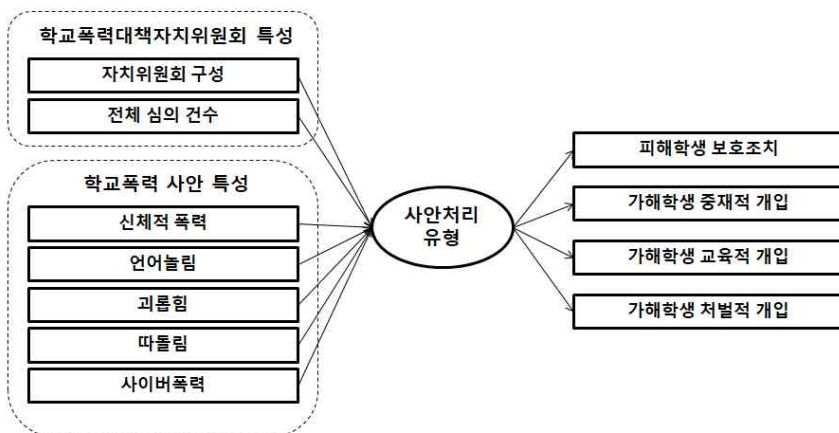 학교폭력대책자치위원회 특성
자치위원회 구성
전체 심의 건수
학교폭력 사안 특성
신체적 폭력
언어놀림
괴롭힘
따돌림
사이버폭력
사안처리
유형
피해학생 보호조치
가해학생 중재적 개입
가해학생 교육적 개입
가해학생 처벌적 개입